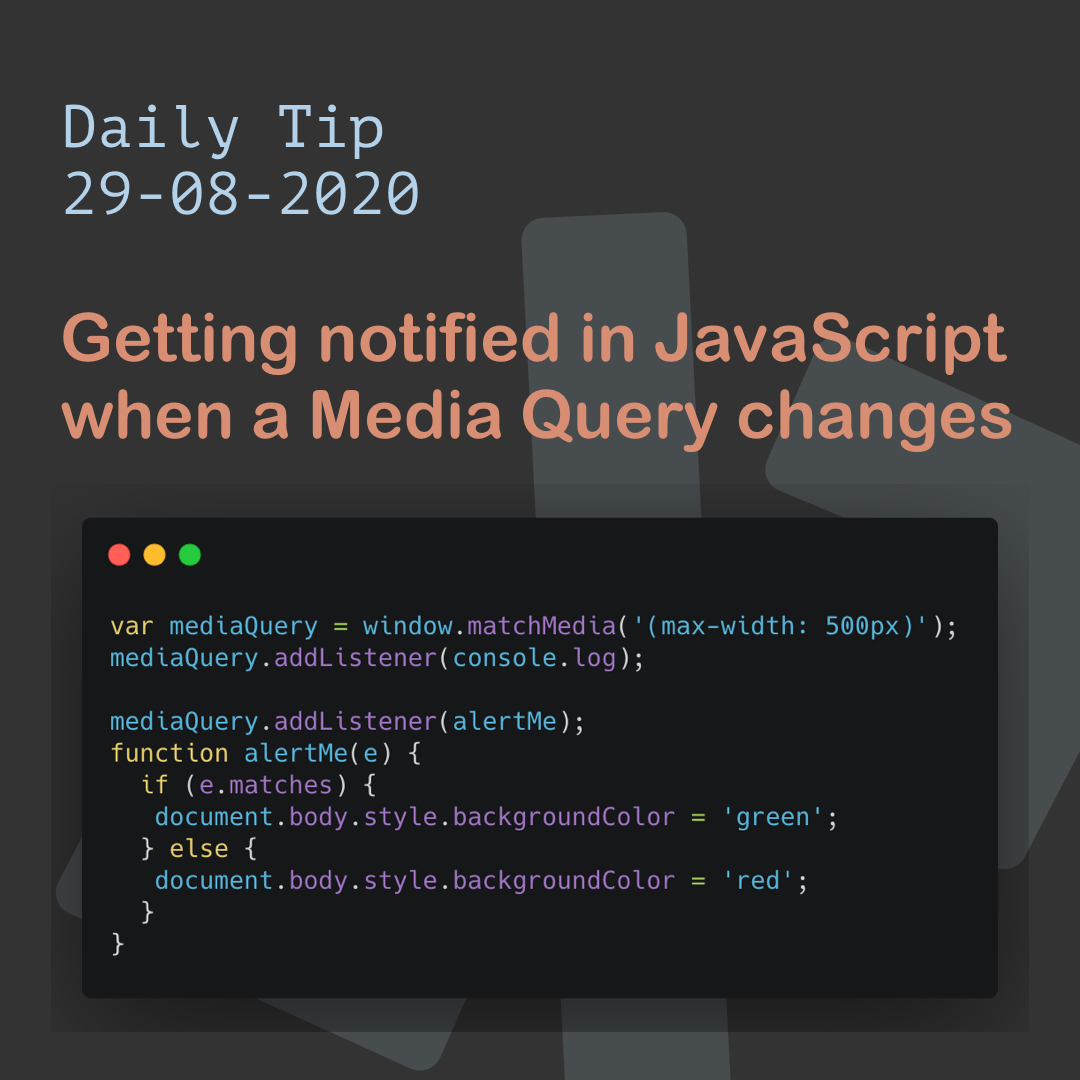 Daily Tip
29-08-2020
Getting notified in JavaScript
when a Media Query changes
var mediaQuery = window.matchMedia('(max-width: 500px)');
mediaQuery.addListener(console.log);
mediaQuery.addListener(alertMe);
function alertMe(e) {
  if (e.matches) {
   document.body.style.backgroundColor = 'green';
  } else {
   document.body.style.backgroundColor = 'red';
  }
}